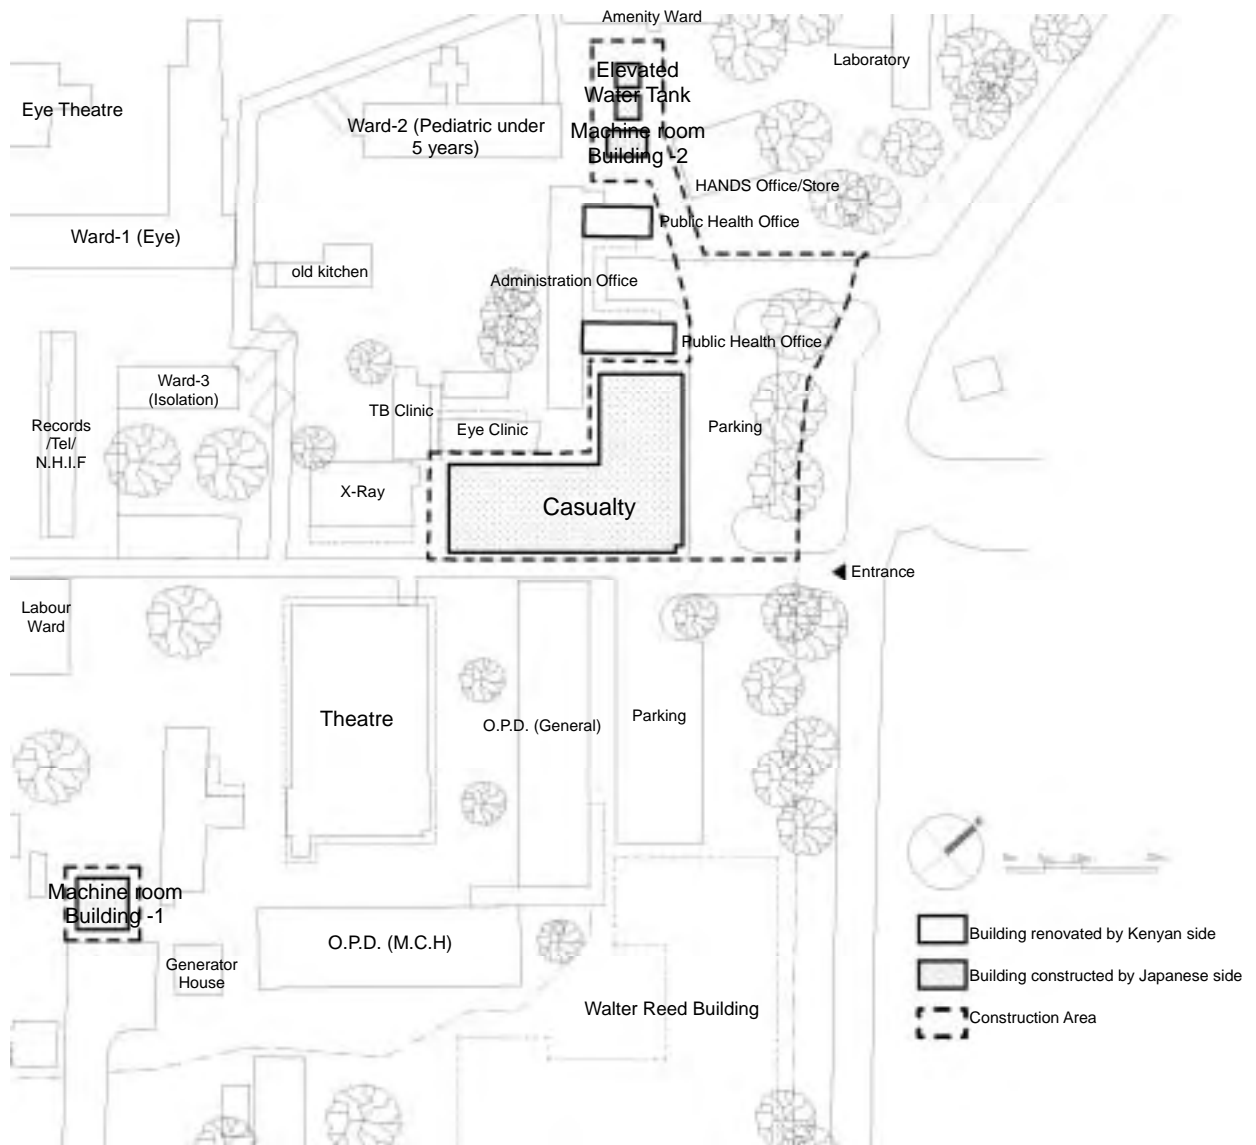 Amenity Ward
Elevated
Water Tank
Laboratory
Eye Theatre
Ward-2 (Pediatric under
5 years)
Machine room
Building -2
HANDS Office/Store
Public Health Office
Ward-1 (Eye)
old kitchen
Administration Office
Public Health Office
Ward-3
(Isolation)
TB Clinic
Eye Clinic
Parking
Records
/Tel/
N.H.I.F
X-Ray
Casualty
Entrance
Labour
Ward
Theatre
O.P.D. (General)
Parking
Machine room
Building -1
O.P.D. (M.C.H)
Generator
House
Walter Reed Building
Building renovated by Kenyan side
Building constructed by Japanese side
Construction Area